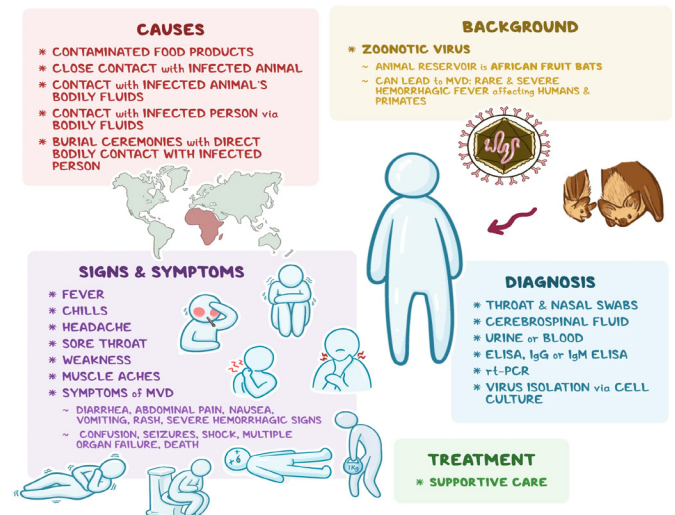 CAUSES
* CONTAMINATED FOOD PRODUCTS
* CLOSE CONTACT with INFECTED ANIMAL
* CONTACT with INFECTED ANIMAL'S
BODILY FLUIDS
* CONTACT with INFECTED PERSON via
BODILY FLUIDS
* BURIAL CEREMONIES with DIRECT
BODILY CONTACT WITH INFECTED
PERSON
BACKGROUND
* ZOONOTIC VIRUS
~ ANIMAL RESERVOIR is AFRICAN FRUIT BATS
~ CAN LEAD to MVD: RARE & SEVERE
HEMORRHAGIC FEVER affecting HUMANS &
PRIMATES
SIGNS & SYMPTOMS
* FEVER
* CHILLS
* HEADACHE
* SORE THROAT
* WEAKNESS
* MUSCLE ACHES
* SYMPTOMS of MVD
~ DIARRHEA, ABDOMINAL PAIN, NAUSEA,
VOMITING, RASH, SEVERE HEMORRHAGIC SIGNS
~ CONFUSION, SEIZURES, SHOCK, MULTIPLE
ORGAN FAILURE, DEATH
1Kg
DIAGNOSIS
* THROAT & NASAL SWABS
* CEREBROSPINAL FLUID
* URINE or BLOOD
* ELISA, IgG or IgM ELISA
* rt-PCR
* VIRUS ISOLATION via CELL
CULTURE
TREATMENT
* SUPPORTIVE CARE